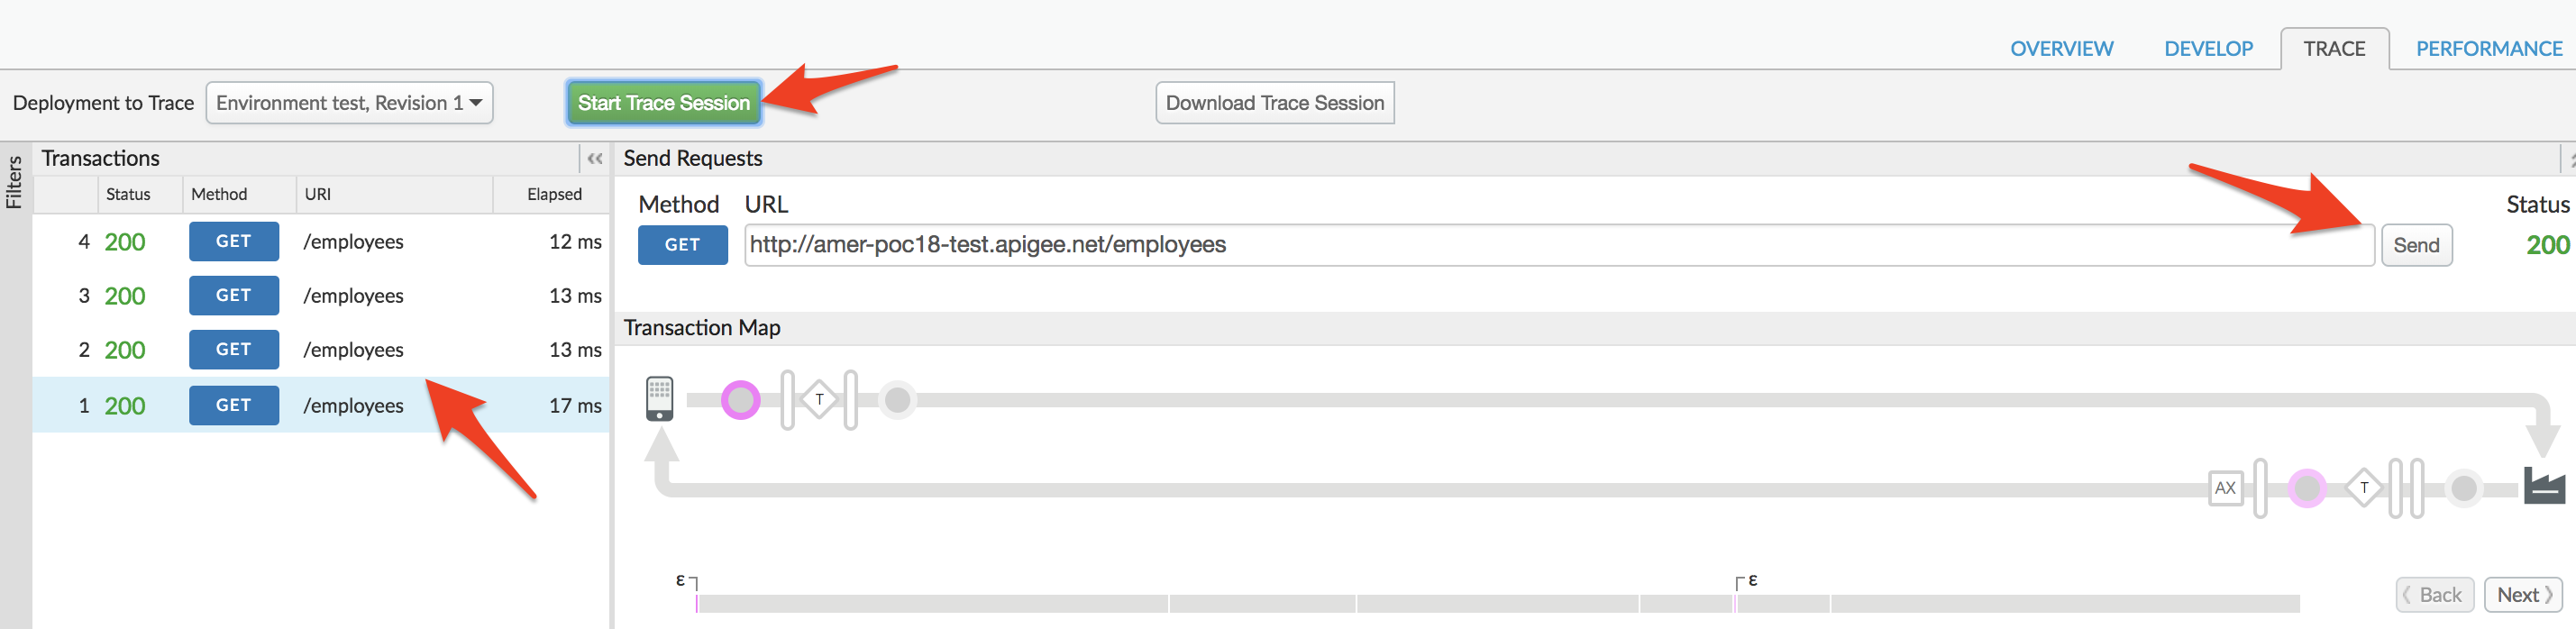 OVERVIEW DEVELOP TRACE PERFORMANCE
Deployment to Trace Environment test, Revision 1 Start Trace Session Download Trace Session
Filters
Transactions «
Status Method URI Elapsed
4 200 GET /employees 12 ms
3 200 GET /employees 13 ms
2 200 GET /employees 13 ms
1 200 GET /employees 17 ms
Send Requests
Method URL Status
GET http://amer-poc18-test.apigee.net/employees Send 200
Transaction Map
T
AX T
ε ε
Back Next